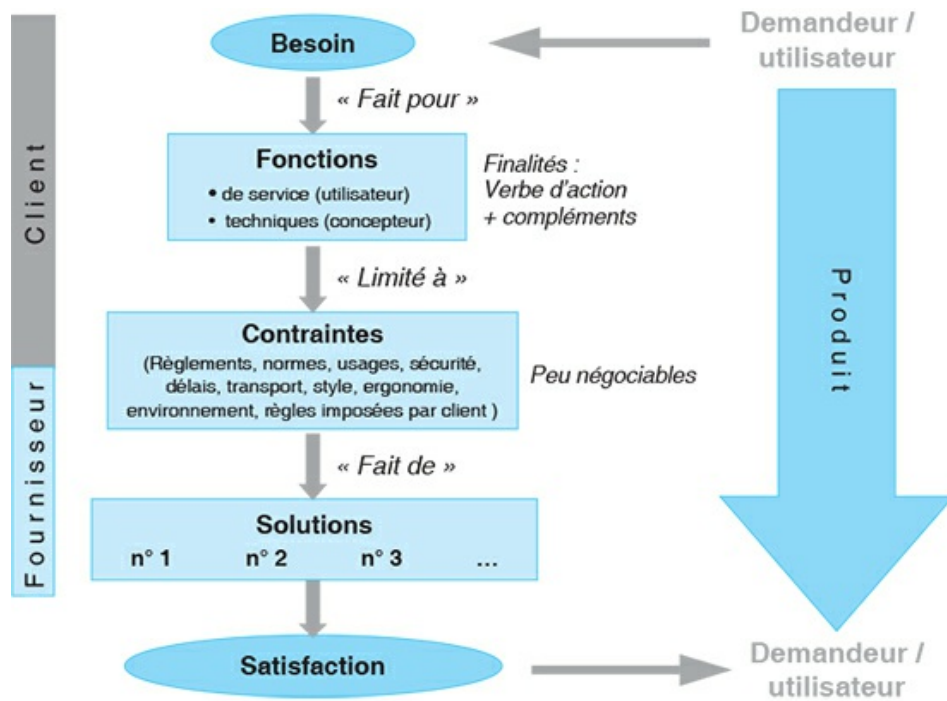 Besoin
Demandeur /
utilisateur
« Fait pour »
Fonctions
• de service (utilisateur)
• techniques (concepteur)
Finalités :
Verbe d'action
+ compléments
Client
« Limité à »
Contraintes
(Règlements, normes, usages, sécurité,
délais, transport, style, ergonomie,
environnement, règles imposées par client )
Peu négociables
Produit
Fournisseur
« Fait de »
Solutions
n° 1 n° 2 n° 3 ...
Satisfaction
Demandeur /
utilisateur